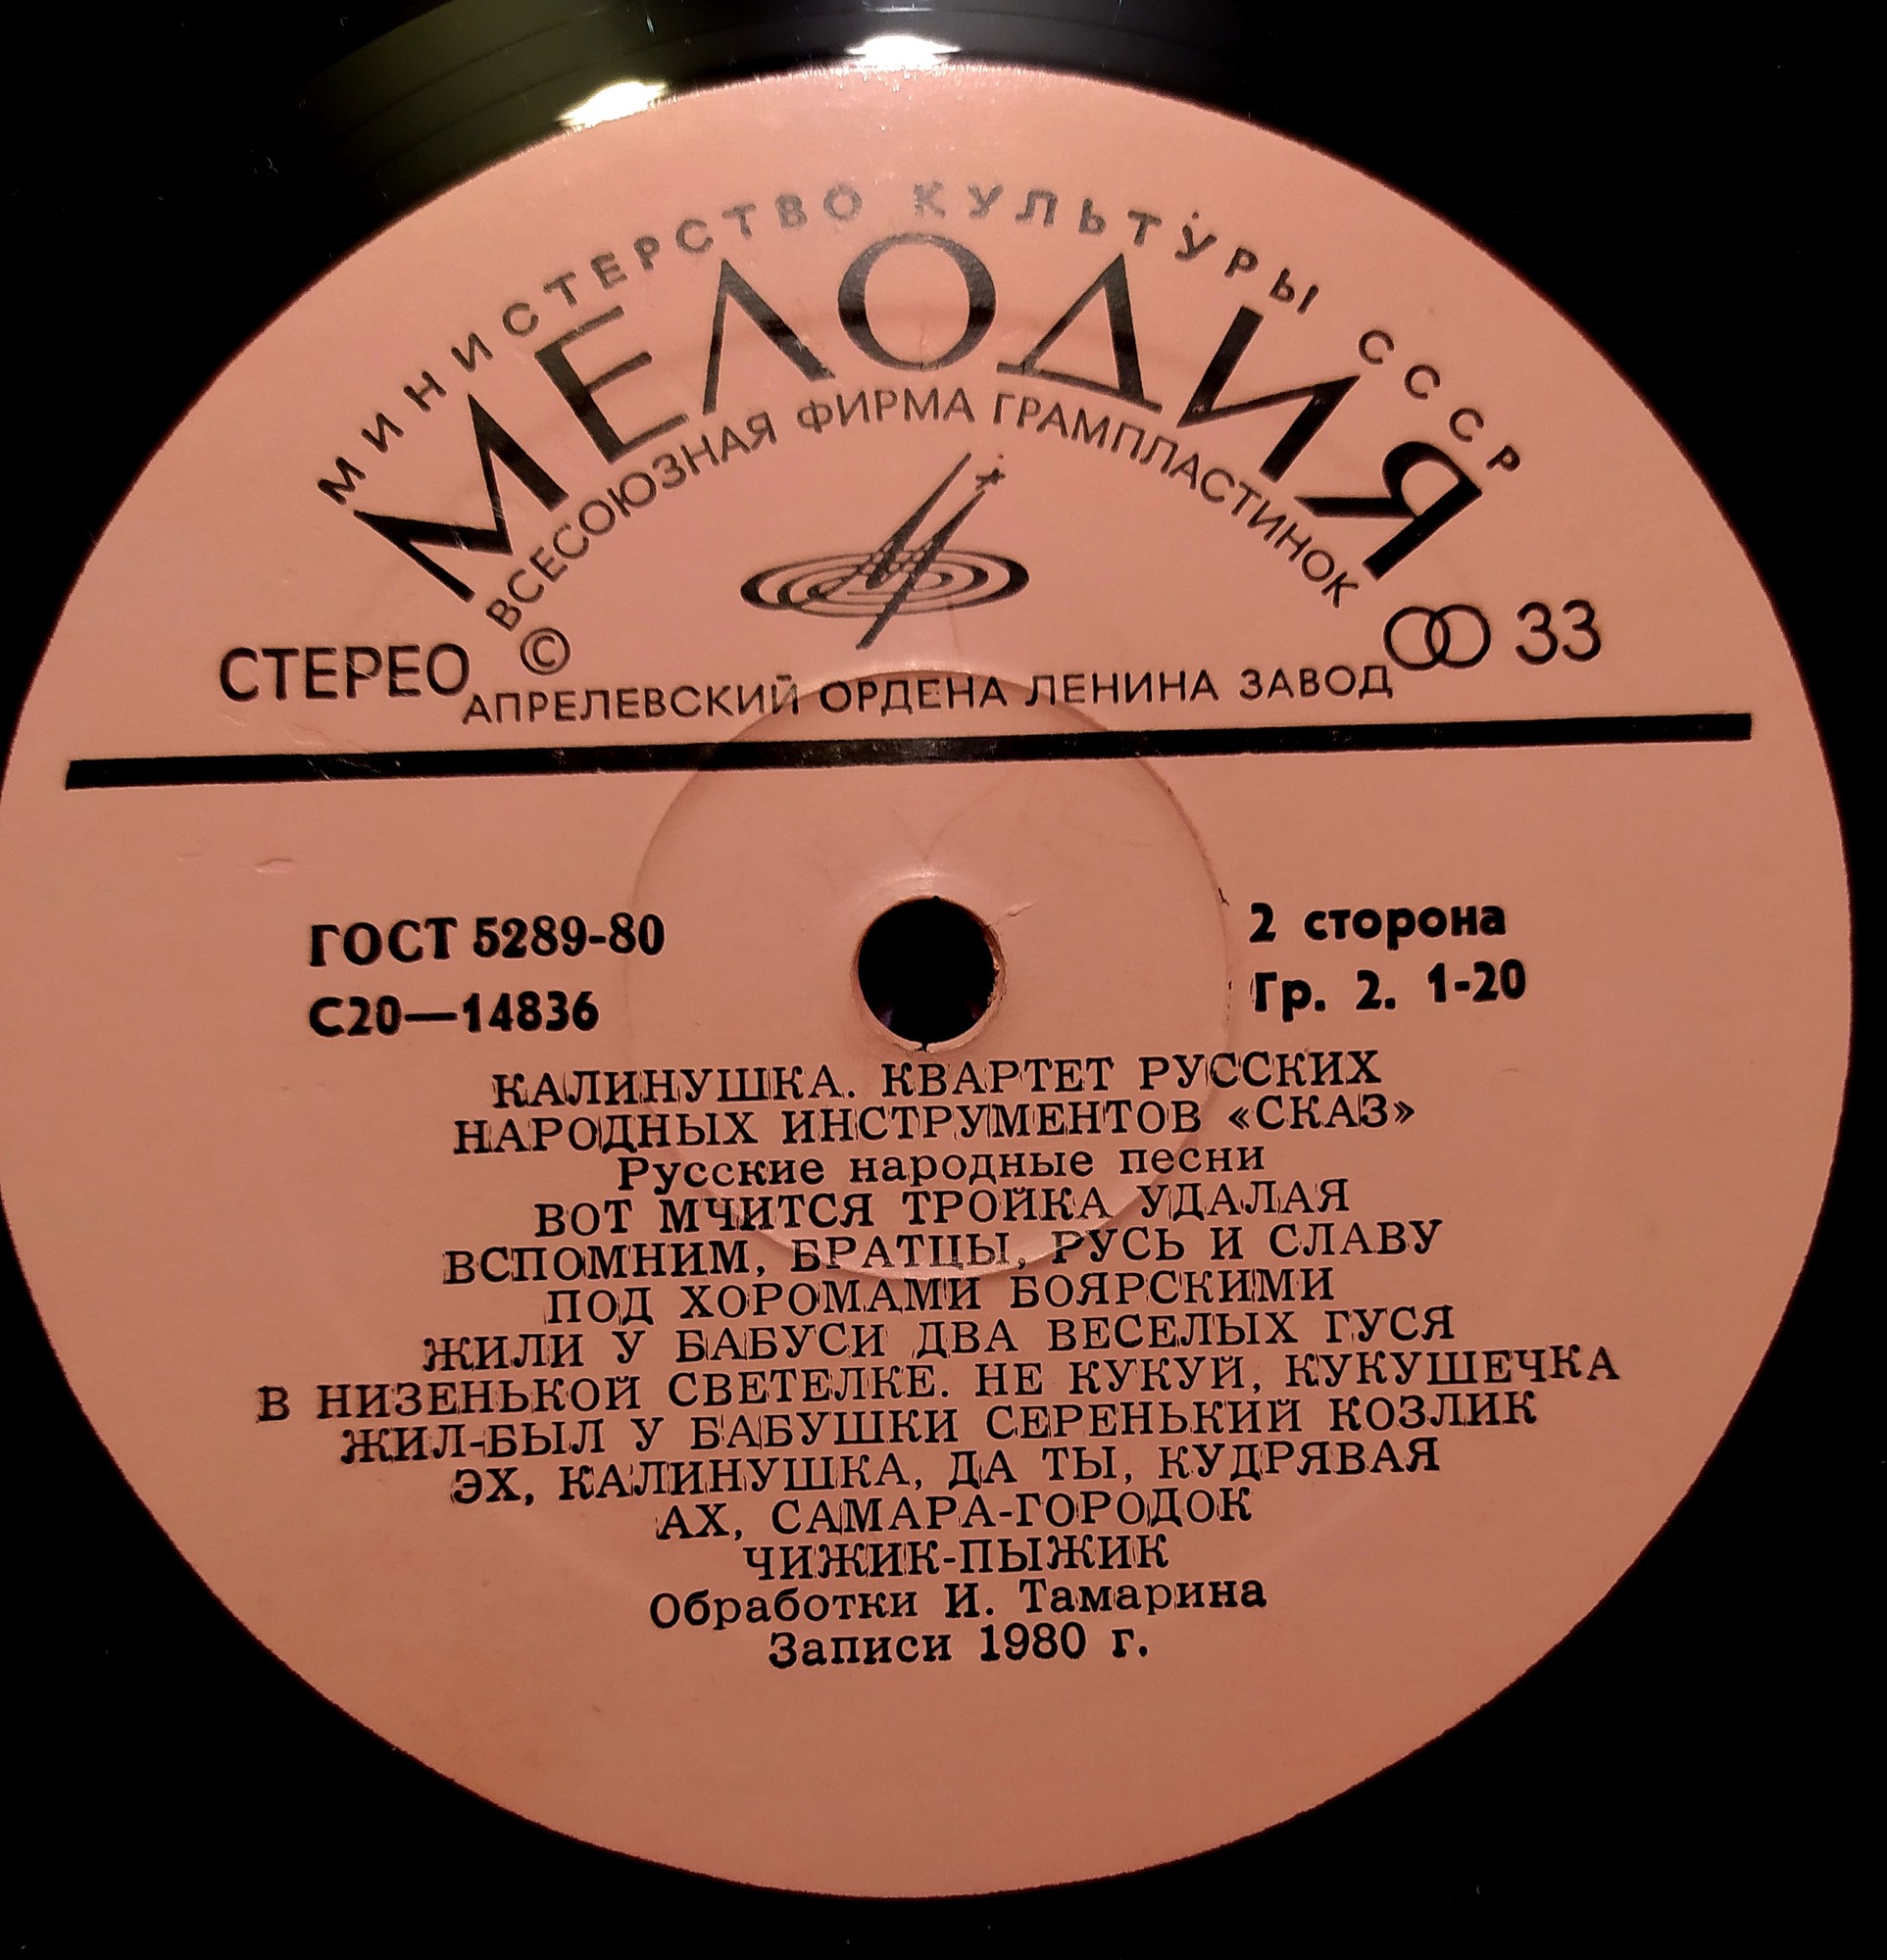 МИНИСТЕРСТВО КУЛЬТУРЫ СССР
МЕЛОДИЯ
ВСЕСОЮЗНАЯ ФИРМА ГРАМПЛАСТИНОК
СТЕРЕО © 33
АПРЕЛЕВСКИЙ ОРДЕНА ЛЕНИНА ЗАВОД
ГОСТ 5289-80
С20—14836
2 сторона
Гр. 2. 1-20
КАЛИНУШКА. КВАРТЕТ РУССКИХ
НАРОДНЫХ ИНСТРУМЕНТОВ «СКАЗ»
Русские народные песни
ВОТ МЧИТСЯ ТРОЙКА УДАЛАЯ
ВСПОМНИМ, БРАТЦЫ, РУСЬ И СЛАВУ
ПОД ХОРОМАМИ БОЯРСКИМИ
ЖИЛИ У БАБУСИ ДВА ВЕСЕЛЫХ ГУСЯ
В НИЗЕНЬКОЙ СВЕТЕЛКЕ. НЕ КУКУЙ, КУКУШЕЧКА
ЖИЛ-БЫЛ У БАБУШКИ СЕРЕНЬКИЙ КОЗЛИК
ЭХ, КАЛИНУШКА, ДА ТЫ, КУДРЯВАЯ
АХ, САМАРА-ГОРОДОК
ЧИЖИК-ПЫЖИК
Обработки И. Тамарина
Записи 1980 г.